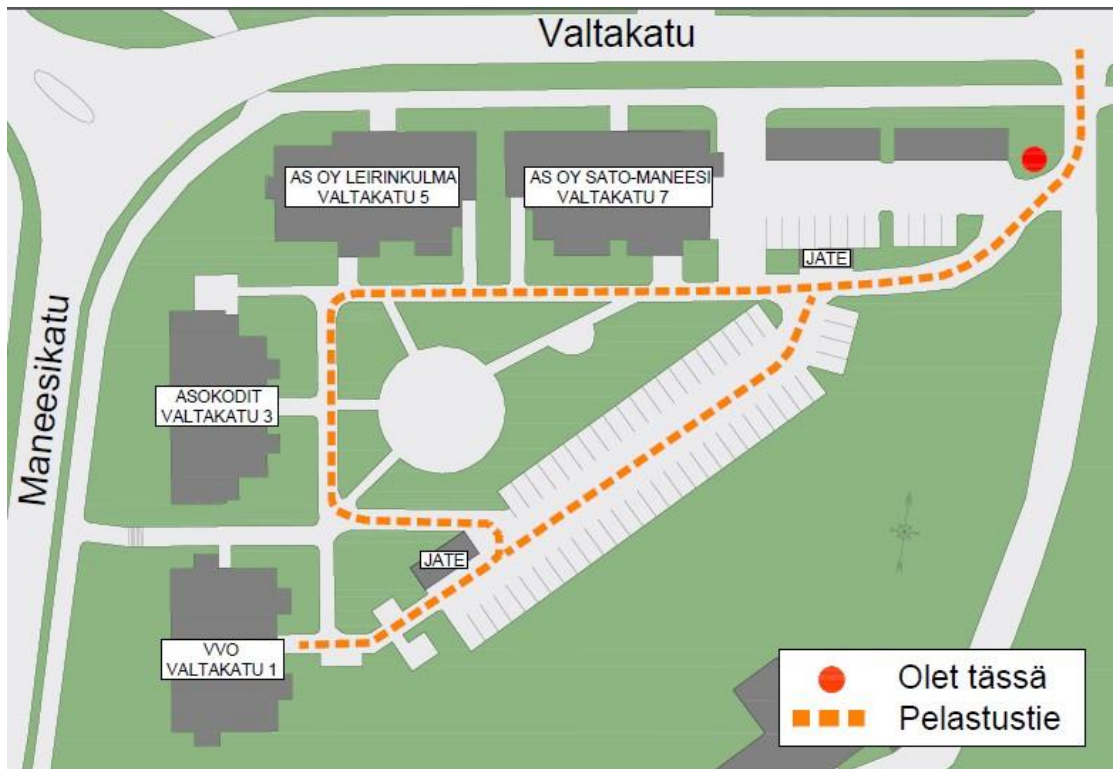 Valtakatu
AS OY LEIRINKULMA
VALTAKATU 5
AS OY SATO-MANEESI
VALTAKATU 7
JATE
Maneesikatu
ASOKODIT
VALTAKATU 3
JATE
VVO
VALTAKATU 1
Olet tässä
Pelastustie